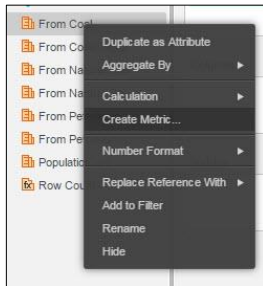 From Coal
From Co
From Na
From Na
From Pe
From Pe
Population
Row Cou
Duplicate as Attribute
Aggregate By
Calculation
Create Metric...
Number Format
Replace Reference With
Add to Filter
Rename
Hide